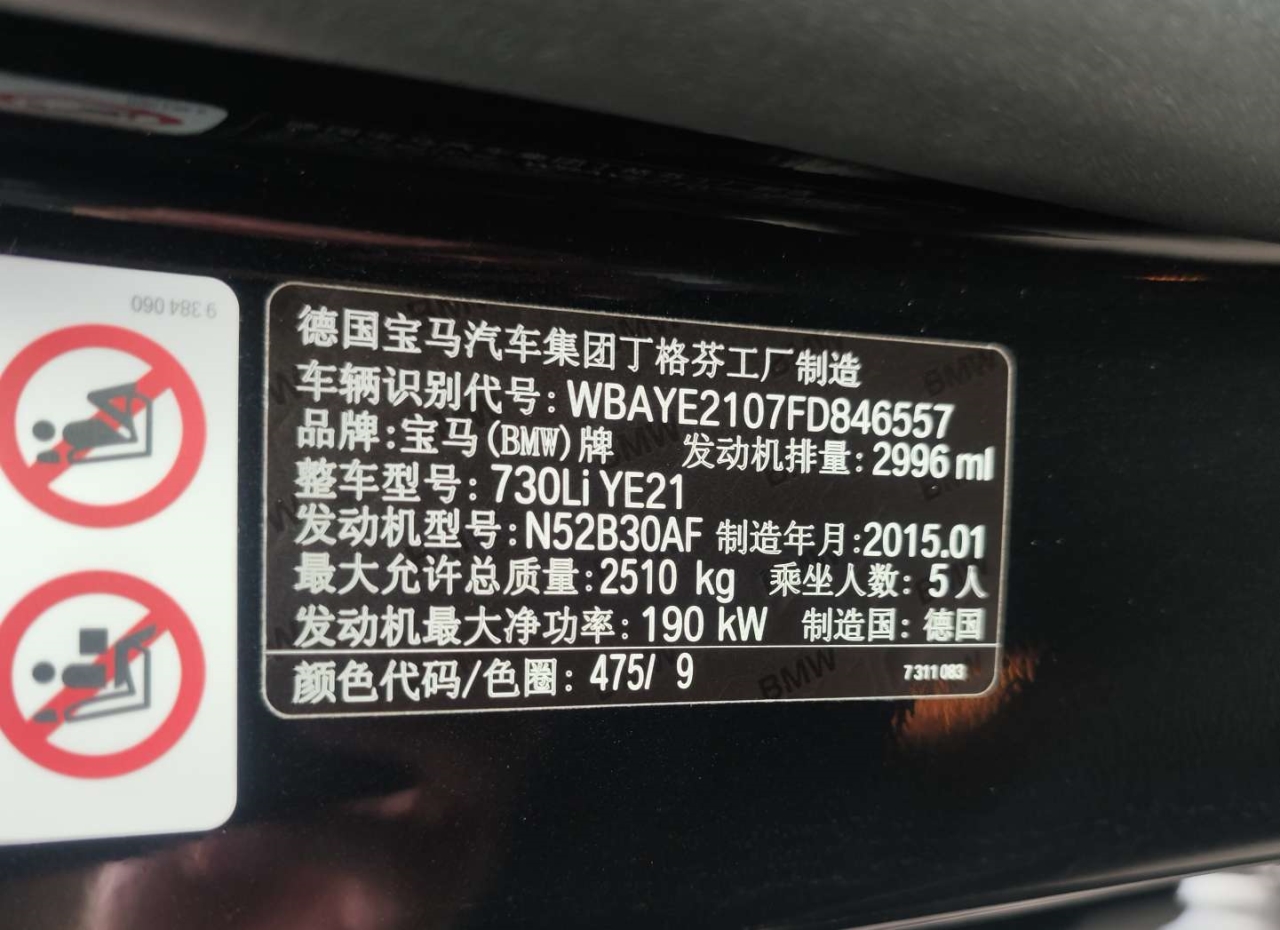 9 384 060
德国宝马汽车集团丁格芬工厂制造
车辆识别代号: WBAYE2107FD846557
品牌:宝马(BMW)牌 发动机排量: 2996 ml
整车型号: 730Li YE21
发动机型号: N52B30AF 制造年月:2015.01
最大允许总质量:2510 kg 乘坐人数: 5人
发动机最大净功率: 190 kW 制造国: 德国
颜色代码/色圈: 475/ 9
7 311 083
BMW